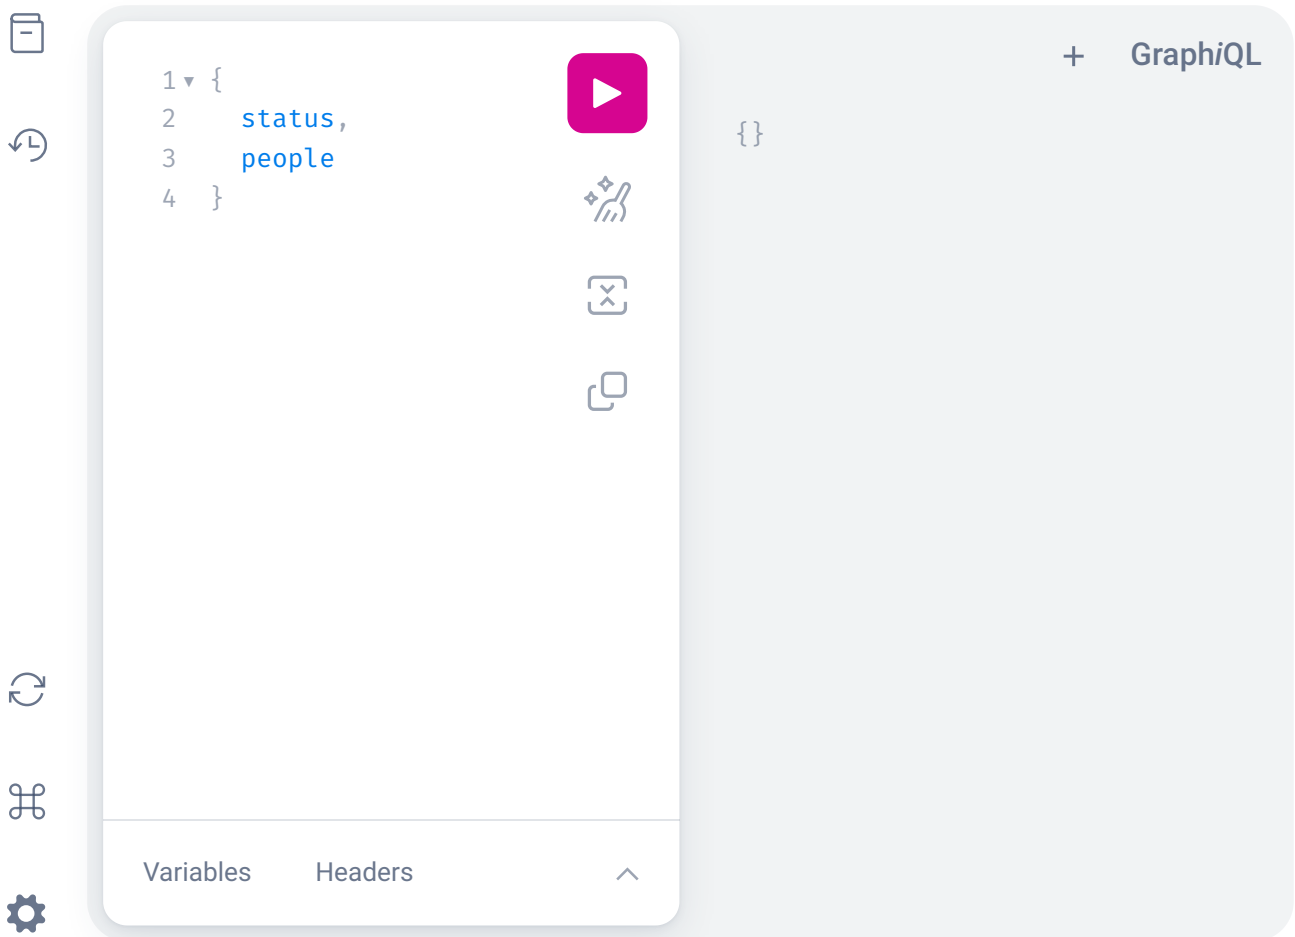 1 {
2 status,
3 people
4 }
Variables Headers
+ GraphiQL
{}